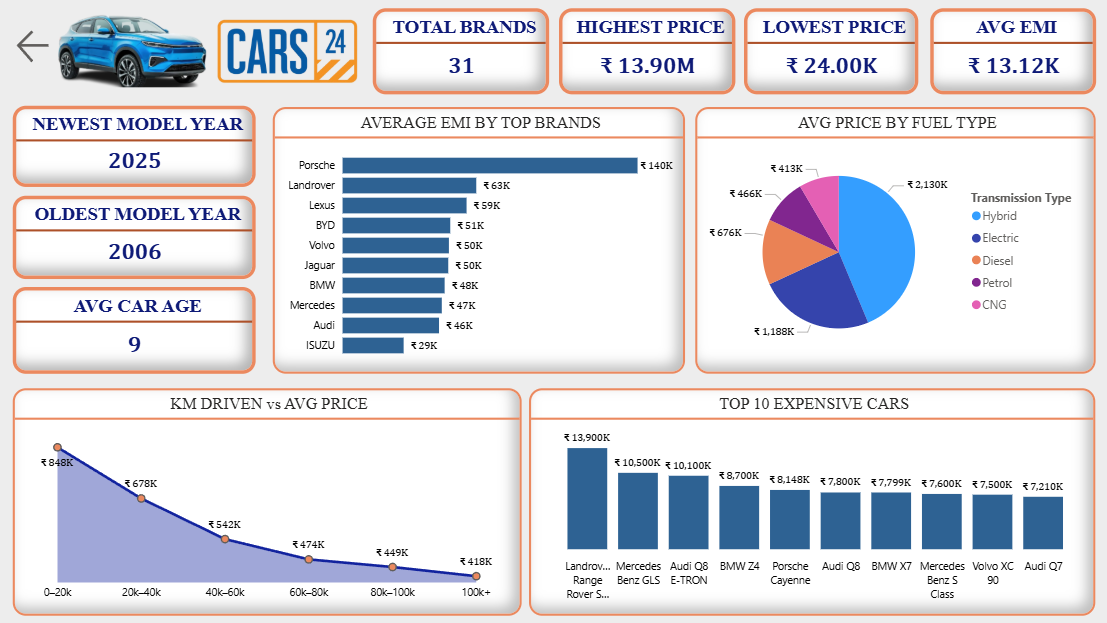 CARS
24
TOTAL BRANDS
31
HIGHEST PRICE
₹ 13.90M
LOWEST PRICE
₹ 24.00K
AVG EMI
₹ 13.12K
NEWEST MODEL YEAR
2025
OLDEST MODEL YEAR
2006
AVG CAR AGE
9
AVERAGE EMI BY TOP BRANDS
Porsche ₹ 140K
Landrover ₹ 63K
Lexus ₹ 59K
BYD ₹ 51K
Volvo ₹ 50K
Jaguar ₹ 50K
BMW ₹ 48K
Mercedes ₹ 47K
Audi ₹ 46K
ISUZU ₹ 29K
AVG PRICE BY FUEL TYPE
₹ 413K
₹ 2,130K
₹ 466K
₹ 676K
₹ 1,188K
Transmission Type
Hybrid
Electric
Diesel
Petrol
CNG
KM DRIVEN vs AVG PRICE
₹ 848K
₹ 678K
₹ 542K
₹ 474K
₹ 449K
₹ 418K
0–20k 20k–40k 40k–60k 60k–80k 80k–100k 100k+
TOP 10 EXPENSIVE CARS
₹ 13,900K
₹ 10,500K
₹ 10,100K
₹ 8,700K
₹ 8,148K
₹ 7,800K
₹ 7,799K
₹ 7,600K
₹ 7,500K
₹ 7,210K
Landrov...
Range
Rover S...
Mercedes
Benz GLS
Audi Q8
E-TRON
BMW Z4
Porsche
Cayenne
Audi Q8
BMW X7
Mercedes
Benz S
Class
Volvo XC
90
Audi Q7